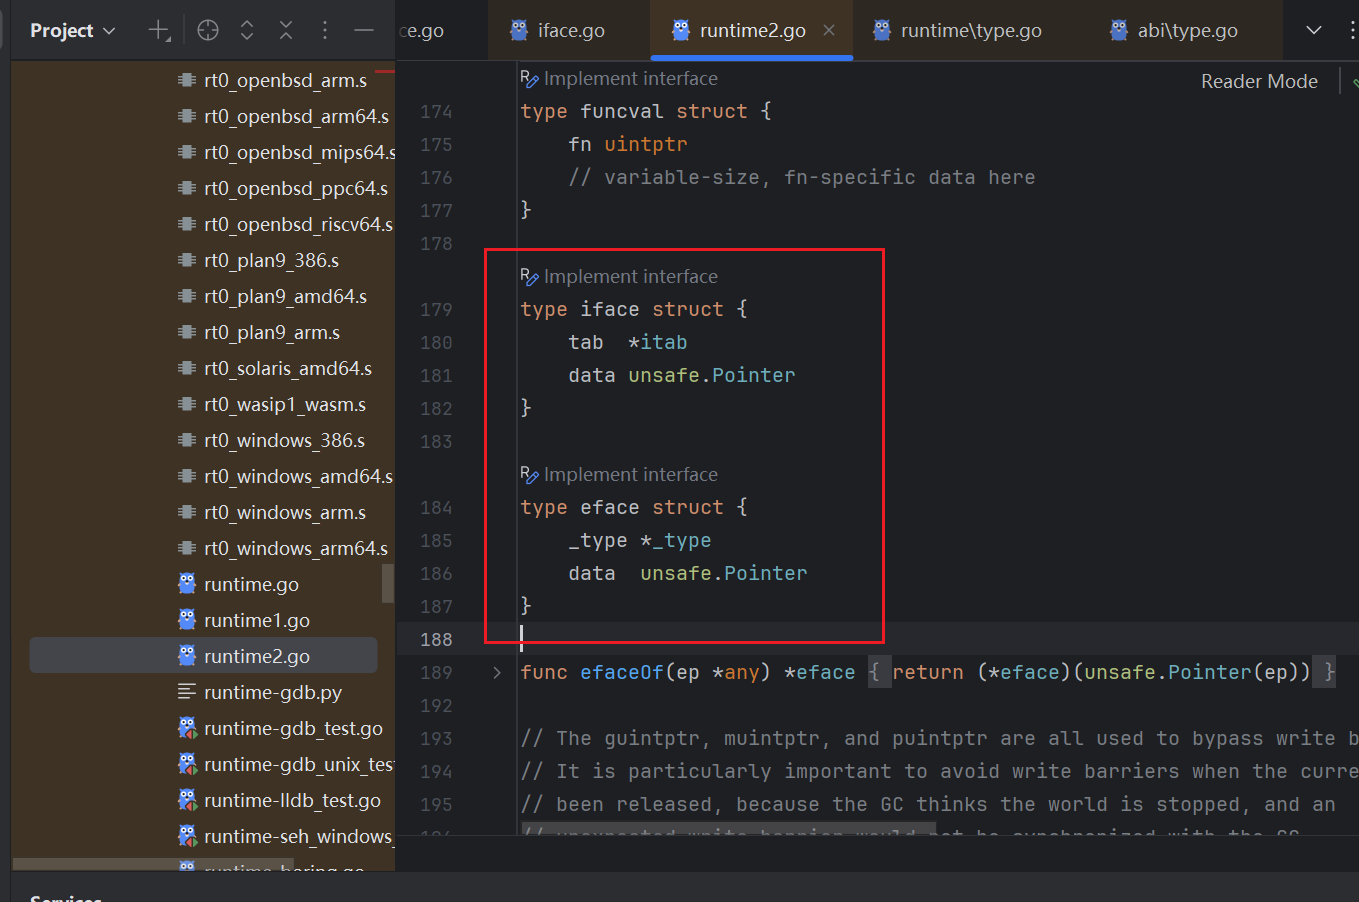 Project
ce.go
iface.go
runtime2.go
runtime\type.go
abi\type.go
rt0_openbsd_arm.s
rt0_openbsd_arm64.s
rt0_openbsd_mips64.s
rt0_openbsd_ppc64.s
rt0_openbsd_riscv64.s
rt0_plan9_386.s
rt0_plan9_amd64.s
rt0_plan9_arm.s
rt0_solaris_amd64.s
rt0_wasip1_wasm.s
rt0_windows_386.s
rt0_windows_amd64.s
rt0_windows_arm.s
rt0_windows_arm64.s
runtime.go
runtime1.go
runtime2.go
runtime-gdb.py
runtime-gdb_test.go
runtime-gdb_unix_test
runtime-lldb_test.go
runtime-seh_windows_
Services
Reader Mode
Implement interface
174 type funcval struct {
175 fn uintptr
176 // variable-size, fn-specific data here
177 }
178
Implement interface
179 type iface struct {
180 tab *itab
181 data unsafe.Pointer
182 }
183
Implement interface
184 type eface struct {
185 _type *_type
186 data unsafe.Pointer
187 }
188
189 func efaceOf(ep *any) *eface { return (*eface)(unsafe.Pointer(ep)) }
192
193 // The guintptr, muintptr, and puintptr are all used to bypass write b
194 // It is particularly important to avoid write barriers when the curre
195 // been released, because the GC thinks the world is stopped, and an